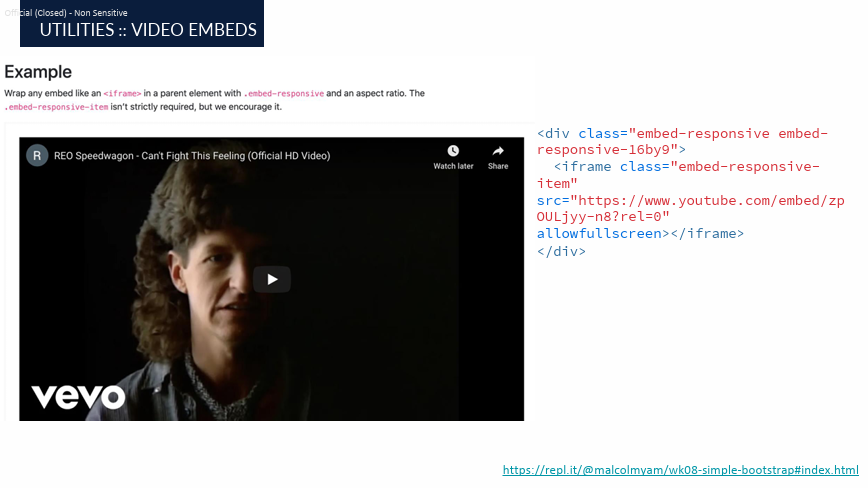 Official (Closed) - Non Sensitive
UTILITIES :: VIDEO EMBEDS
Example
Wrap any embed like an <iframe> in a parent element with .embed-responsive and an aspect ratio. The
.embed-responsive-item isn't strictly required, but we encourage it.
R REO Speedwagon - Can't Fight This Feeling (Official HD Video)
Watch later Share
vevo
<div class="embed-responsive embed-
responsive-16by9">
<iframe class="embed-responsive-
item"
src="https://www.youtube.com/embed/zp
OULjyy-n8?rel=0"
allowfullscreen></iframe>
</div>
https://repl.it/@malcolmyam/wk08-simple-bootstrap#index.html